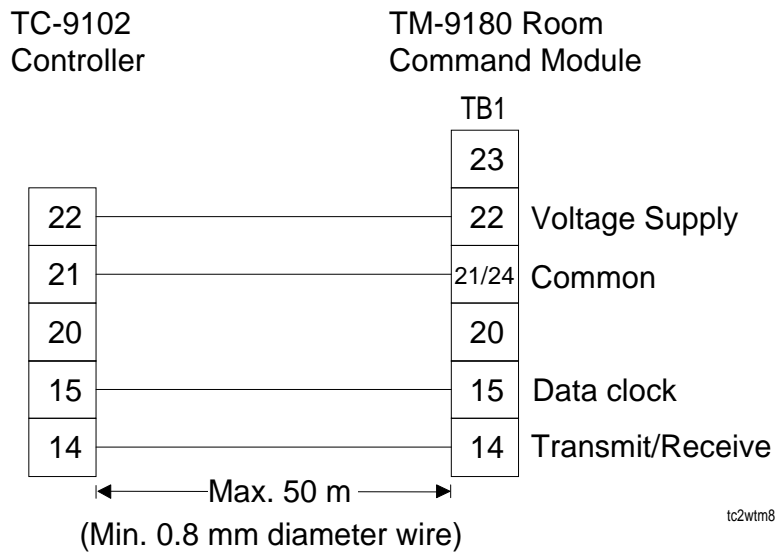 TC-9102
Controller
TM-9180 Room
Command Module
TB1
23
22
22 Voltage Supply
21
21/24 Common
20
20
15
15 Data clock
14
14 Transmit/Receive
Max. 50 m
(Min. 0.8 mm diameter wire)
tc2wtm8